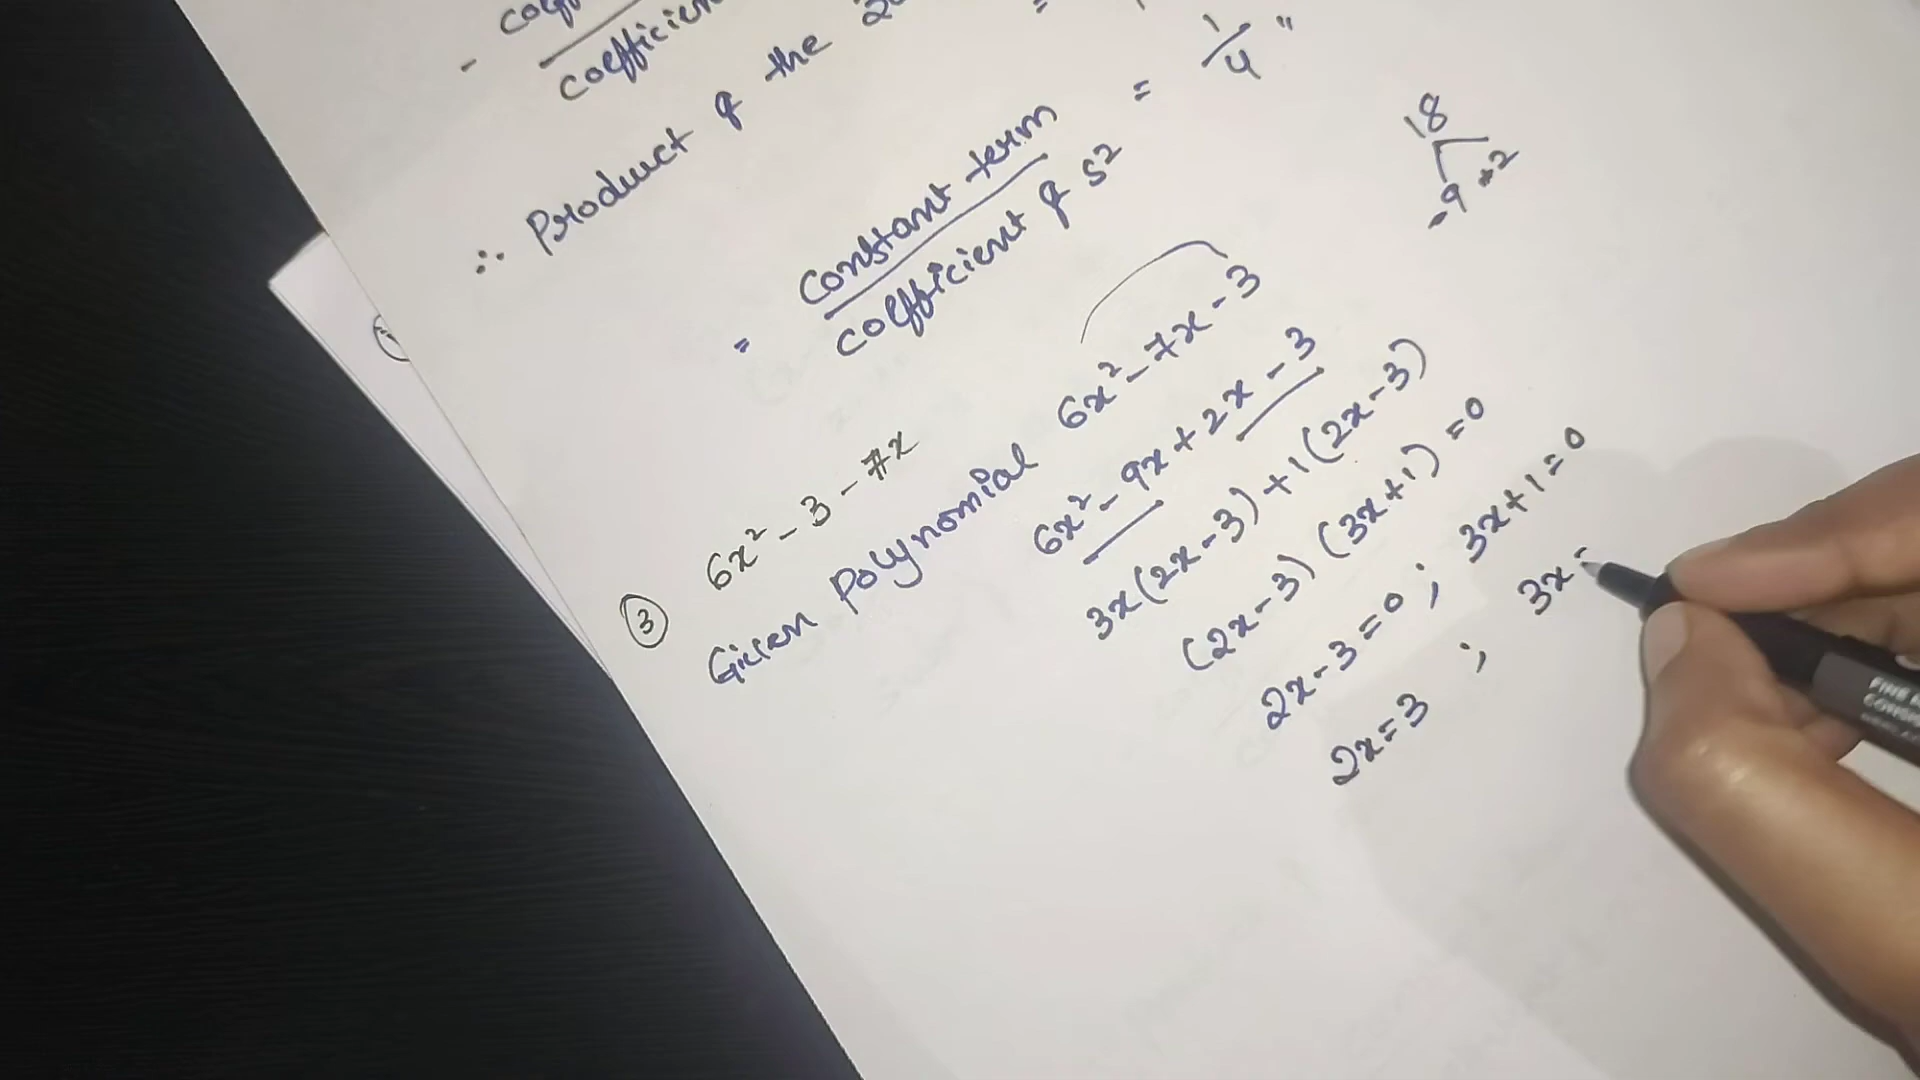 coefficien
∴ Product of the
= Constant term / coefficient of s² = 1/4 "
18
-9 +2
③ 6x² - 3 - 7x
Given Polynomial 6x² - 7x - 3
6x² - 9x + 2x - 3
3x(2x - 3) + 1(2x - 3)
(2x - 3) (3x + 1) = 0
2x - 3 = 0 ; 3x + 1 = 0
2x = 3 ; 3x =
FINE